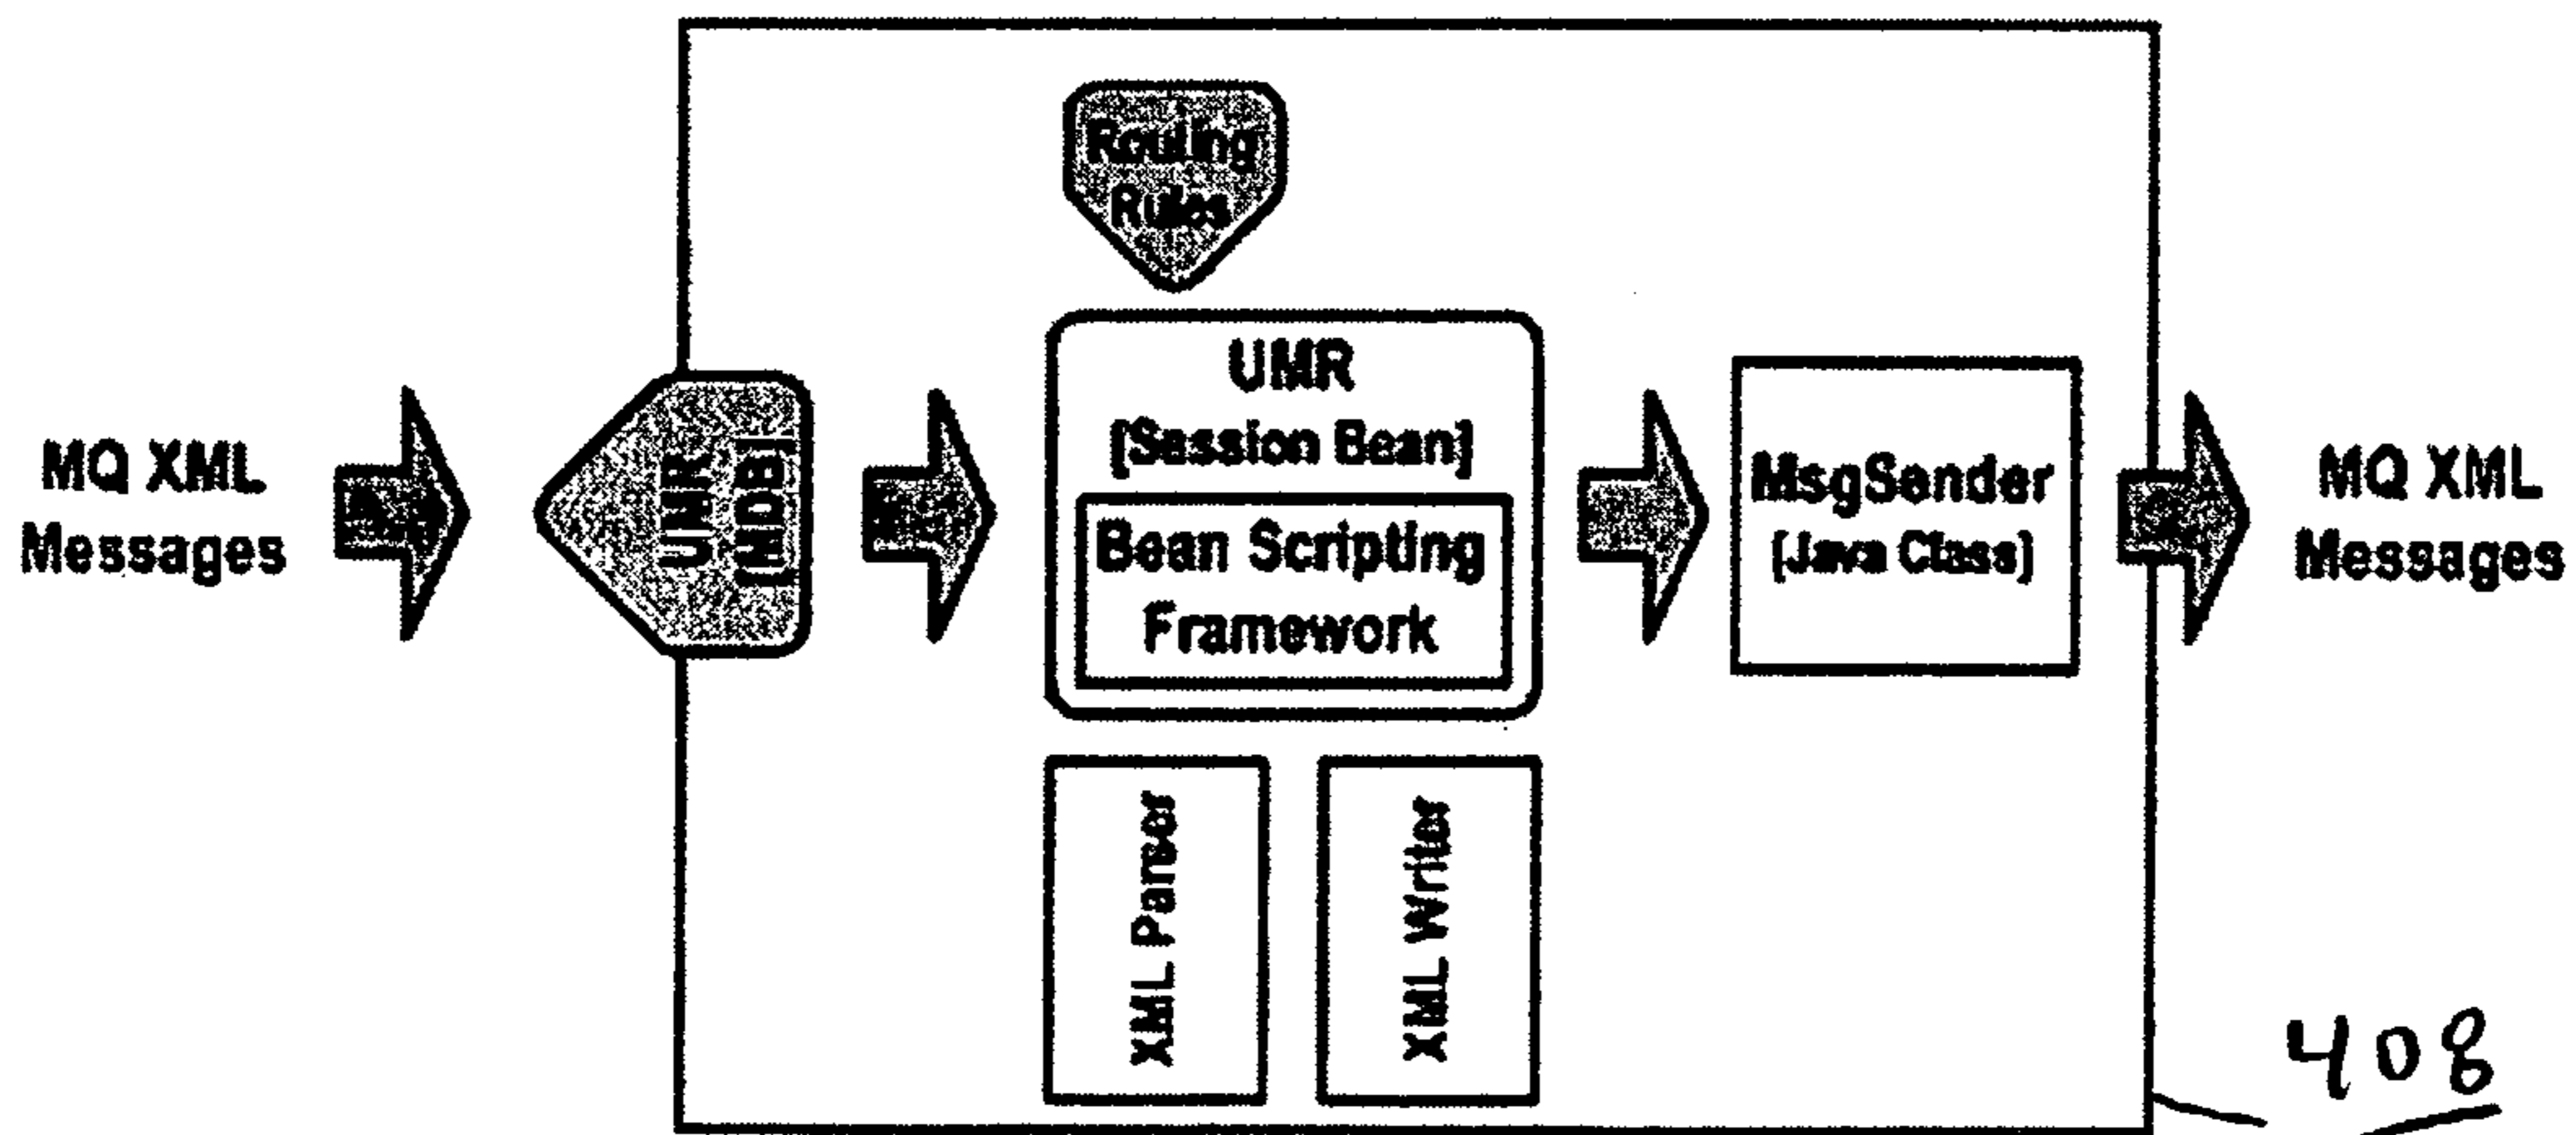 Routing
Rules
MQ XML
Messages
UMR
[MDB]
UMR
[Session Bean]
Bean Scripting
Framework
MsgSender
[Java Class]
MQ XML
Messages
XML Parser
XML Writer
408